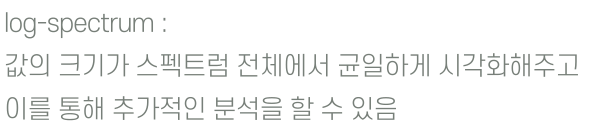 log-spectrum :
값의 크기가 스펙트럼 전체에서 균일하게 시각화해주고
이를 통해 추가적인 분석을 할 수 있음